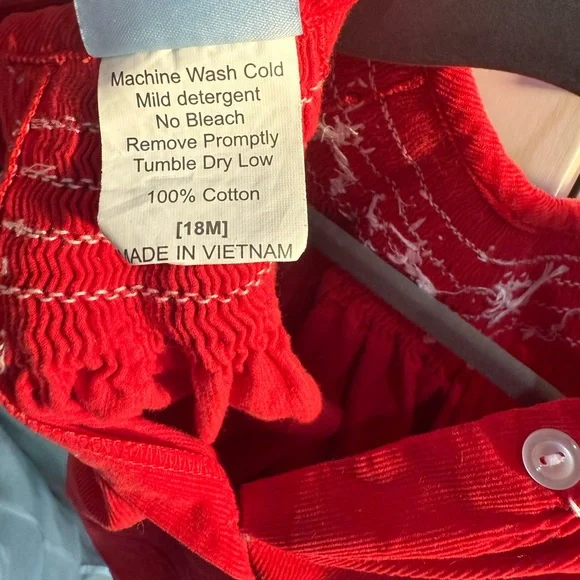 Machine Wash Cold
Mild detergent
No Bleach
Remove Promptly
Tumble Dry Low
100% Cotton
[18M]
MADE IN VIETNAM